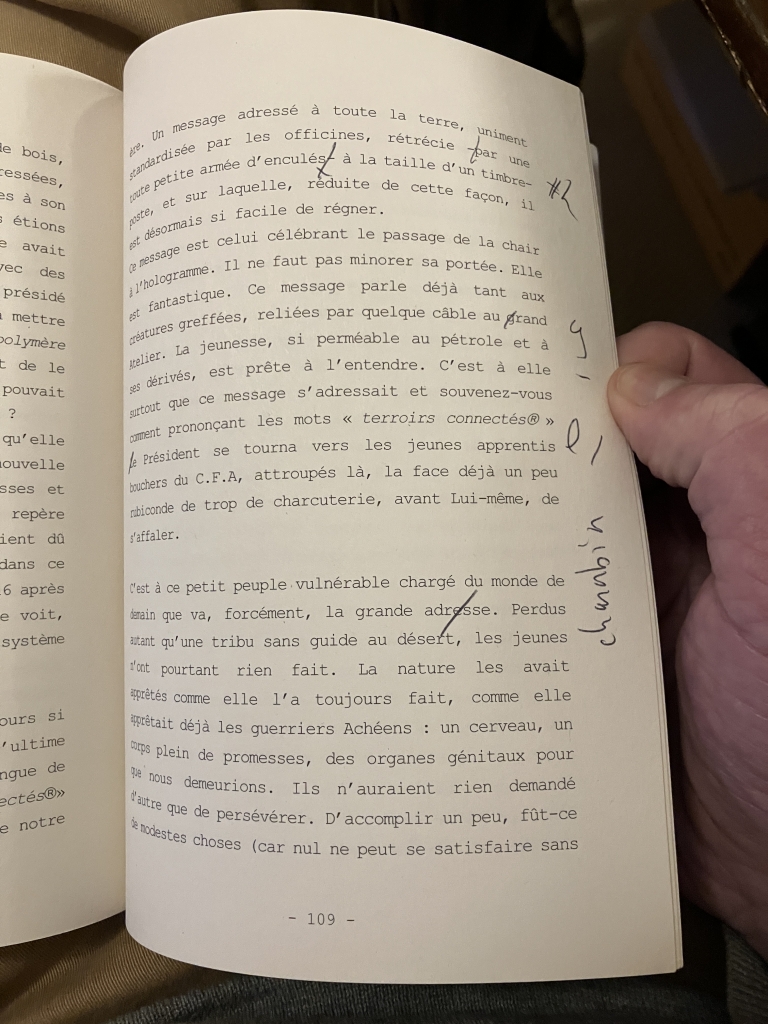 de bois,
ressées,
es à son
s étions
e avait
vec des
présidé
à mettre
polymère
t de le
pouvait
?
qu'elle
nouvelle
sses et
repère
ient dû
dans ce
6 après
e voit,
système
ours si
'ultime
ngue de
ectés®»
e notre
ère. Un message adressé à toute la terre, uniment
standardisée par les officines, rétrécie par une
toute petite armée d'enculés- à la taille d'un timbre-
poste, et sur laquelle, réduite de cette façon, il
est désormais si facile de régner.
Ce message est celui célébrant le passage de la chair
à l'hologramme. Il ne faut pas minorer sa portée. Elle
est fantastique. Ce message parle déjà tant aux
créatures greffées, reliées par quelque câble au grand
Atelier. La jeunesse, si perméable au pétrole et à
g
ses dérivés, est prête à l'entendre. C'est à elle
surtout que ce message s'adressait et souvenez-vous
comment prononçant les mots « terroirs connectés® »
le Président se tourna vers les jeunes apprentis
l
bouchers du C.F.A, attroupés là, la face déjà un peu
rubiconde de trop de charcuterie, avant Lui-même, de
s'affaler.
C'est à ce petit peuple vulnérable chargé du monde de
demain que va, forcément, la grande adresse. Perdus
autant qu'une tribu sans guide au désert, les jeunes
n'ont pourtant rien fait. La nature les avait
apprêtés comme elle l'a toujours fait, comme elle
apprêtait déjà les guerriers Achéens : un cerveau, un
corps plein de promesses, des organes génitaux pour
que nous demeurions. Ils n'auraient rien demandé
d'autre que de persévérer. D'accomplir un peu, fût-ce
de modestes choses (car nul ne peut se satisfaire sans
- 109 -